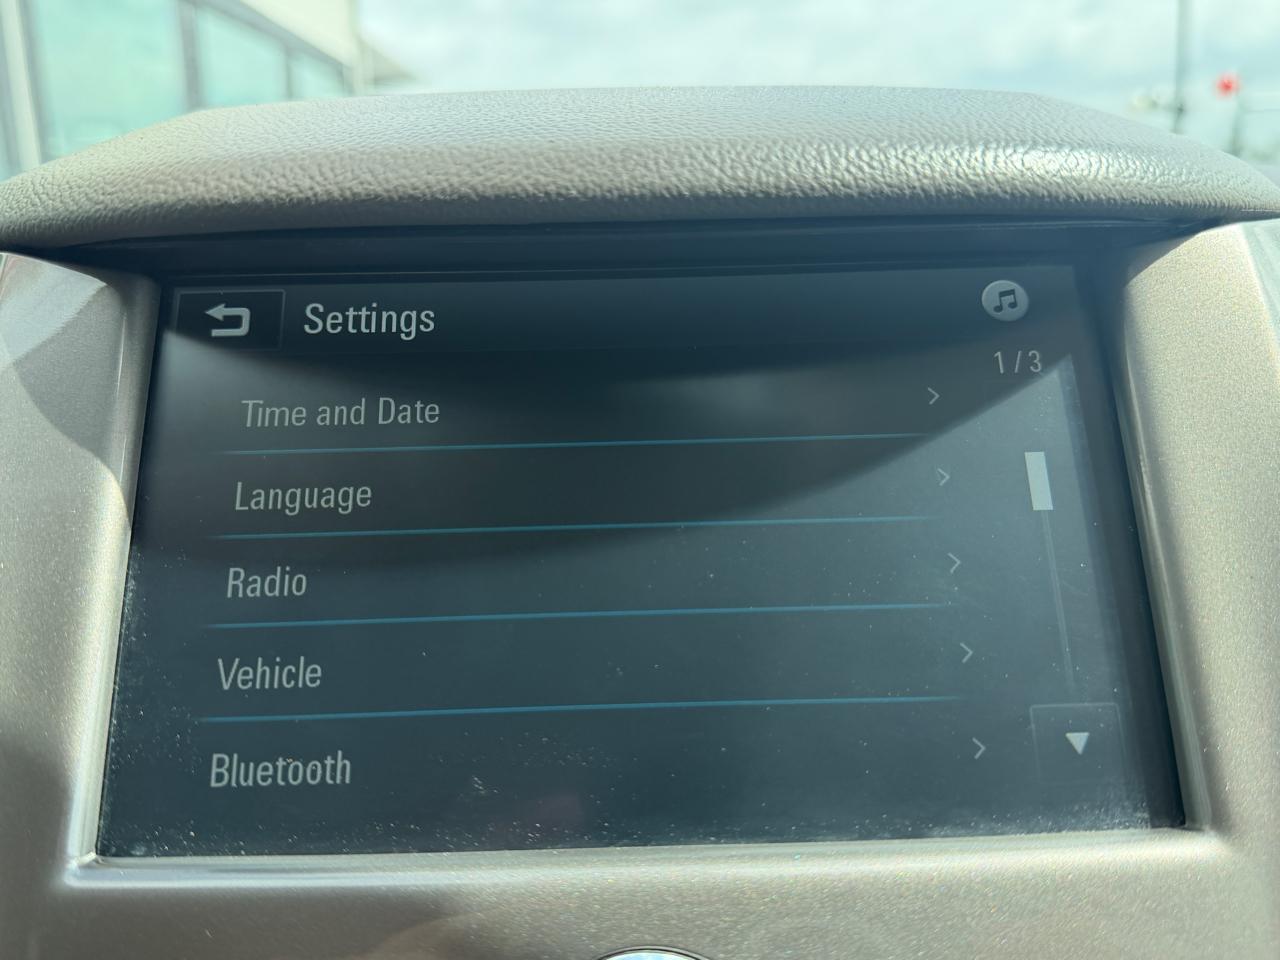 Settings
1/3
Time and Date
Language
Radio
Vehicle
Bluetooth